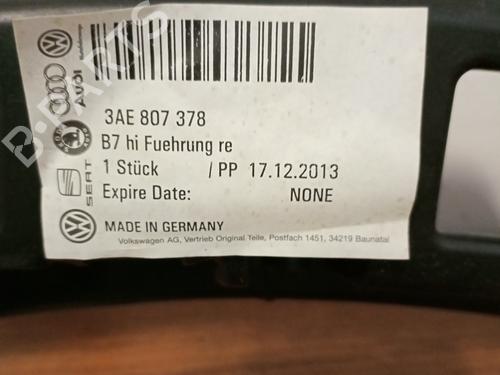 3AE 807 378
B7 hi Fuehrung re
1 Stück / PP 17.12.2013
Expire Date: NONE
MADE IN GERMANY
Volkswagen AG, Vertrieb Original Teile, Postfach 1451, 34219 Baunatal
AUDI
SEAT
B-PARTS